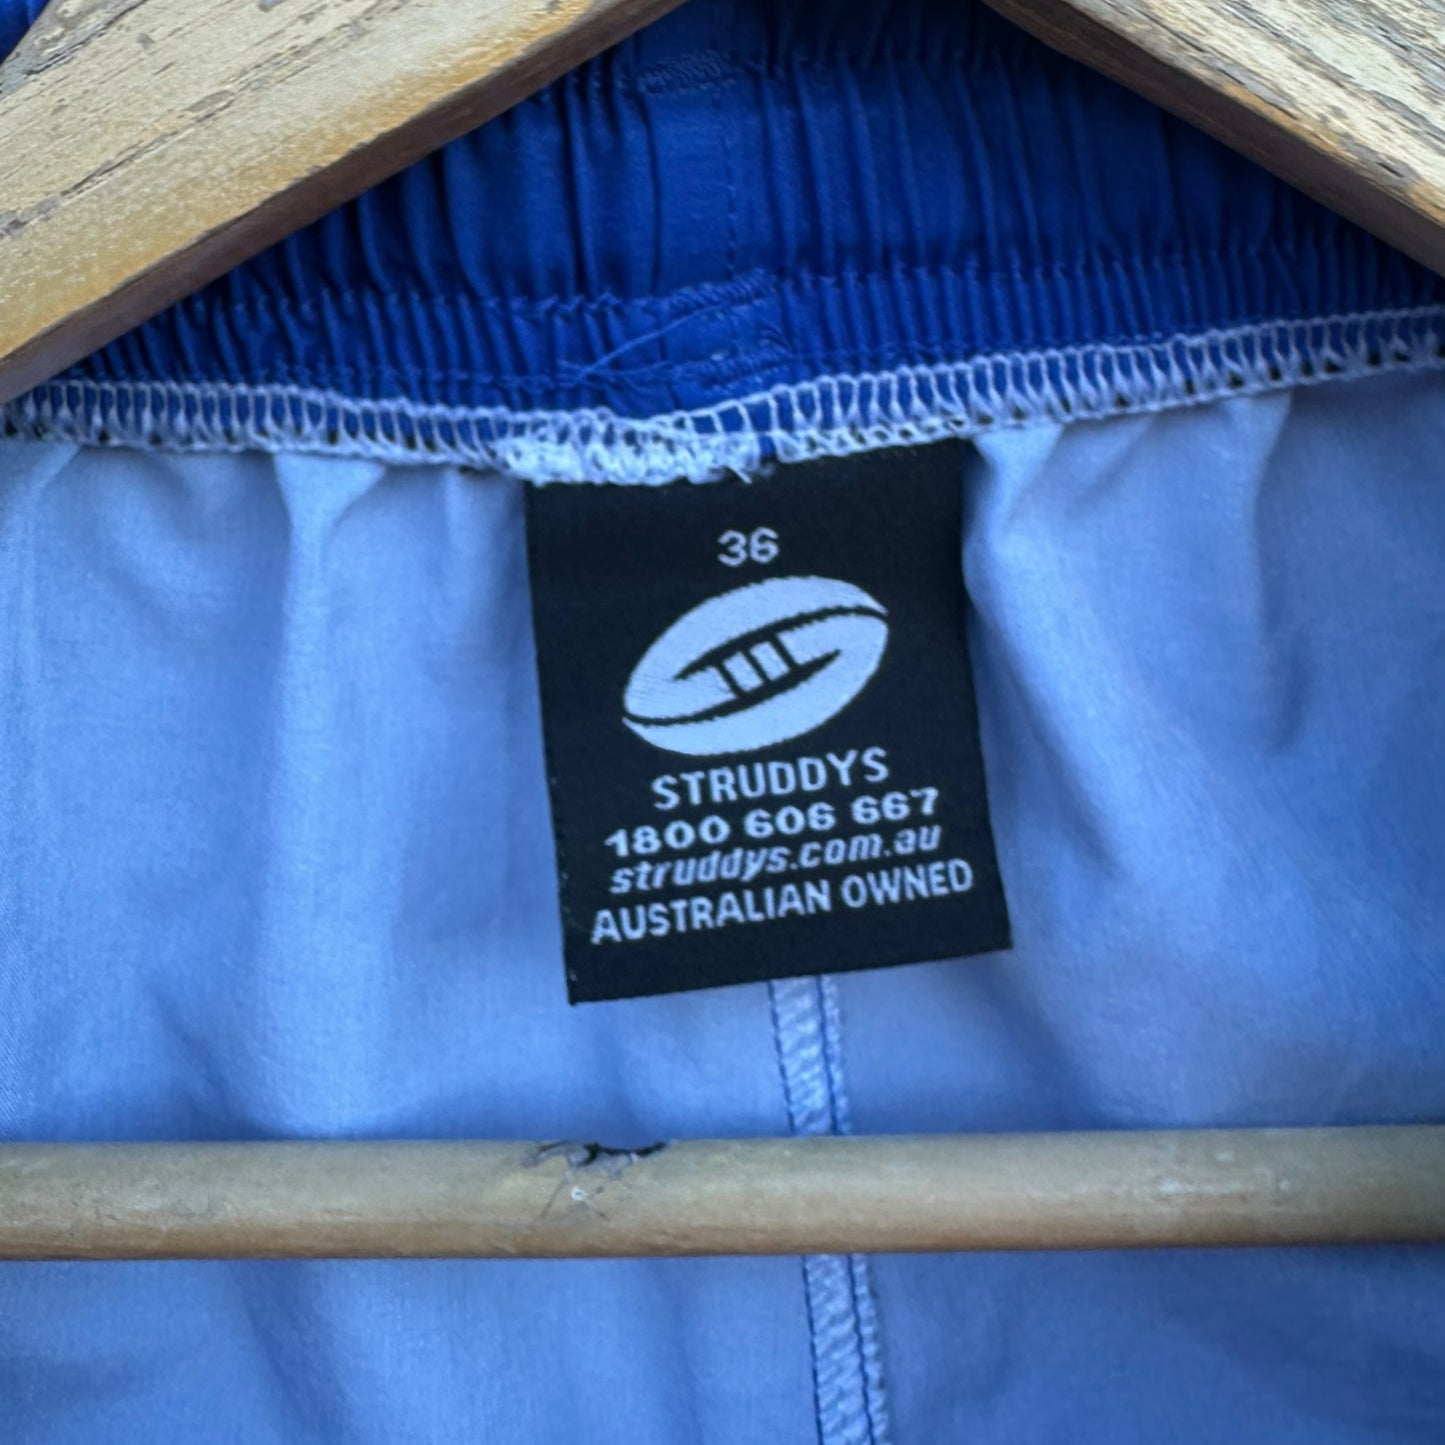 36
STRUDDYS
1800 606 667
struddys.com.au
AUSTRALIAN OWNED